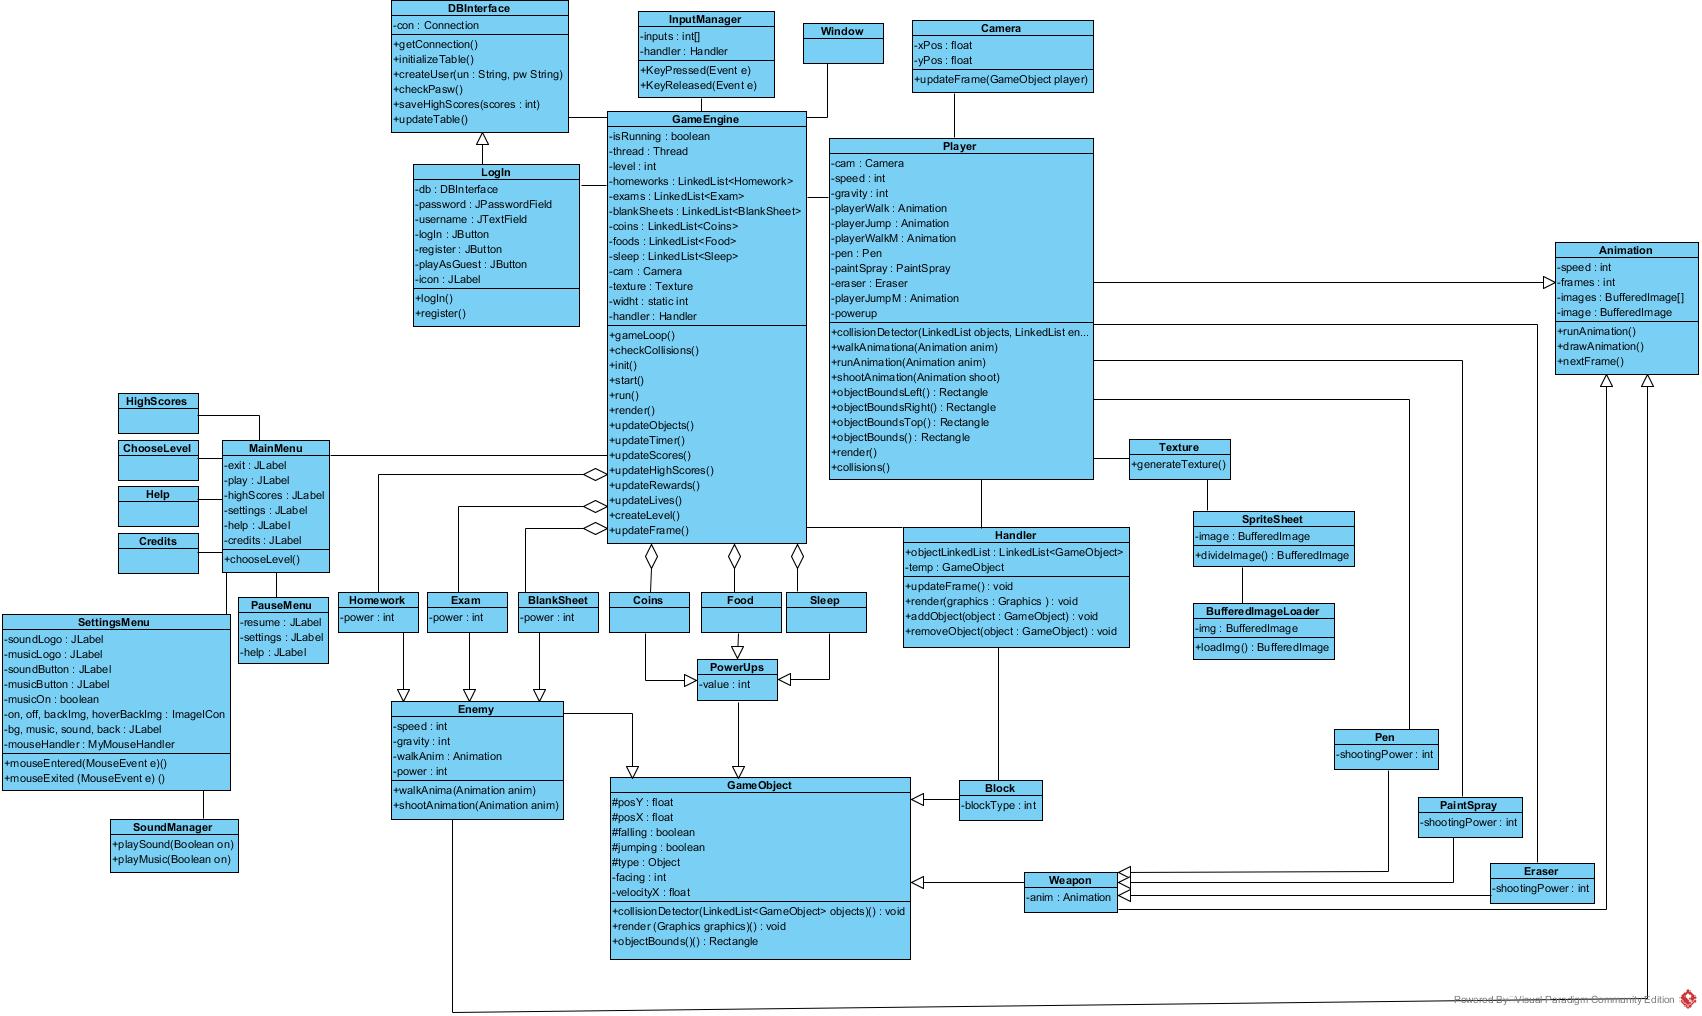 DBInterface
-con : Connection
+getConnection()
+initializeTable()
+createUser(un : String, pw String)
+checkPasw()
+saveHighScores(scores : int)
+updateTable()
InputManager
-inputs : int[]
-handler : Handler
+KeyPressed(Event e)
+KeyReleased(Event e)
Window
Camera
-xPos : float
-yPos : float
+updateFrame(GameObject player)
LogIn
-db : DBInterface
-password : JPasswordField
-username : JTextField
-logIn : JButton
-register : JButton
-playAsGuest : JButton
-icon : JLabel
+logIn()
+register()
GameEngine
-isRunning : boolean
-thread : Thread
-level : int
-homeworks : LinkedList<Homework>
-exams : LinkedList<Exam>
-blankSheets : LinkedList<BlankSheet>
-coins : LinkedList<Coins>
-foods : LinkedList<Food>
-sleep : LinkedList<Sleep>
-cam : Camera
-texture : Texture
-widht : static int
-handler : Handler
+gameLoop()
+checkCollisions()
+init()
+start()
+run()
+render()
+updateObjects()
+updateTimer()
+updateScores()
+updateHighScores()
+updateRewards()
+updateLives()
+createLevel()
+updateFrame()
Player
-cam : Camera
-speed : int
-gravity : int
-playerWalk : Animation
-playerJump : Animation
-playerWalkM : Animation
-pen : Pen
-paintSpray : PaintSpray
-eraser : Eraser
-playerJumpM : Animation
-powerup
+collisionDetector(LinkedList objects, LinkedList en...
+walkAnimationa(Animation anim)
+runAnimation(Animation anim)
+shootAnimation(Animation shoot)
+objectBoundsLeft() : Rectangle
+objectBoundsRight() : Rectangle
+objectBoundsTop() : Rectangle
+objectBounds() : Rectangle
+render()
+collisions()
Animation
-speed : int
-frames : int
-images : BufferedImage[]
-image : BufferedImage
+runAnimation()
+drawAnimation()
+nextFrame()
HighScores
ChooseLevel
Help
Credits
MainMenu
-exit : JLabel
-play : JLabel
-highScores : JLabel
-settings : JLabel
-help : JLabel
-credits : JLabel
+chooseLevel()
Texture
+generateTexture()
SpriteSheet
-image : BufferedImage
+divideImage() : BufferedImage
BufferedImageLoader
-img : BufferedImage
+loadImg() : BufferedImage
Handler
+objectLinkedList : LinkedList<GameObject>
-temp : GameObject
+updateFrame() : void
+render(graphics : Graphics ) : void
+addObject(object : GameObject) : void
+removeObject(object : GameObject) : void
SettingsMenu
-soundLogo : JLabel
-musicLogo : JLabel
-soundButton : JLabel
-musicButton : JLabel
-musicOn : boolean
-on, off, backImg, hoverBackImg : ImageICon
-bg, music, sound, back : JLabel
-mouseHandler : MyMouseHandler
+mouseEntered(MouseEvent e)()
+mouseExited (MouseEvent e) ()
PauseMenu
-resume : JLabel
-settings : JLabel
-help : JLabel
Homework
-power : int
Exam
-power : int
BlankSheet
-power : int
Coins
Food
Sleep
PowerUps
-value : int
Enemy
-speed : int
-gravity : int
-walkAnim : Animation
-power : int
+walkAnima(Animation anim)
+shootAnimation(Animation anim)
GameObject
#posY : float
#posX : float
#falling : boolean
#jumping : boolean
#type : Object
-facing : int
-velocityX : float
+collisionDetector(LinkedList<GameObject> objects)() : void
+render (Graphics graphics)() : void
+objectBounds()() : Rectangle
Block
-blockType : int
Pen
-shootingPower : int
PaintSpray
-shootingPower : int
Eraser
-shootingPower : int
Weapon
-anim : Animation
SoundManager
+playSound(Boolean on)
+playMusic(Boolean on)
Powered By Visual Paradigm Community Edition